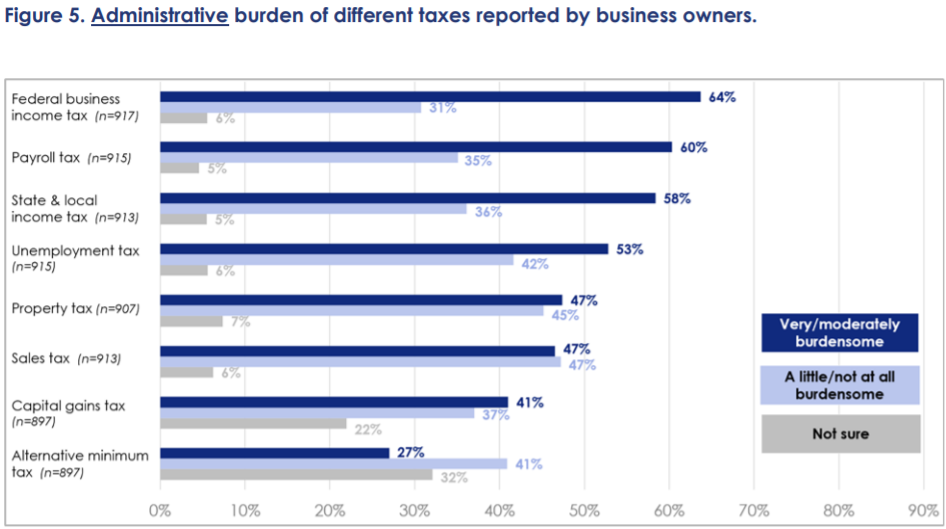 Figure 5. Administrative burden of different taxes reported by business owners.
Federal business
income tax (n=917)
64%
31%
6%
Payroll tax (n=915)
60%
35%
5%
State & local
income tax (n=913)
58%
36%
5%
Unemployment tax
(n=915)
53%
42%
6%
Property tax (n=907)
47%
45%
7%
Sales tax (n=913)
47%
47%
6%
Capital gains tax
(n=897)
41%
37%
22%
Alternative minimum
tax (n=897)
27%
41%
32%
Very/moderately
burdensome
A little/not at all
burdensome
Not sure
0% 10% 20% 30% 40% 50% 60% 70% 80% 90%